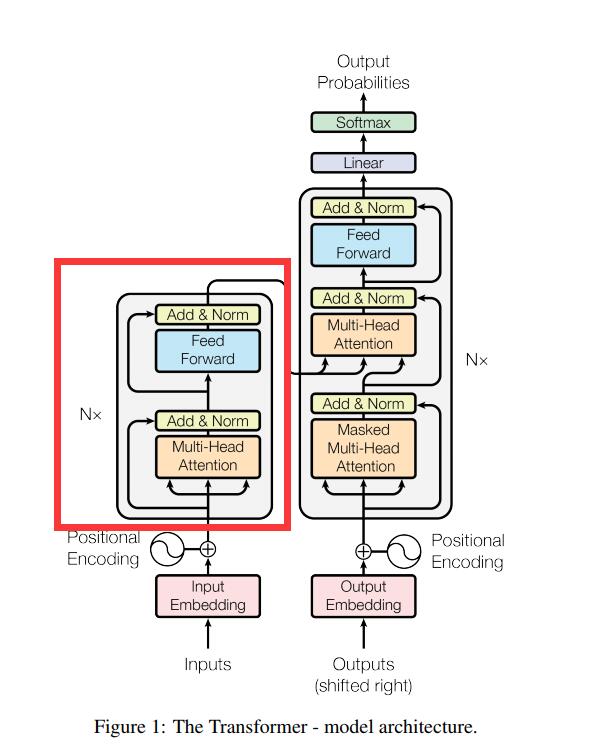 Output
Probabilities
Softmax
Linear
Add & Norm
Feed
Forward
Add & Norm
Multi-Head
Attention
Add & Norm
Masked
Multi-Head
Attention
N×
Add & Norm
Feed
Forward
N×
Add & Norm
Multi-Head
Attention
Positional
Encoding
Positional
Encoding
Input
Embedding
Output
Embedding
Inputs
Outputs
(shifted right)
Figure 1: The Transformer - model architecture.